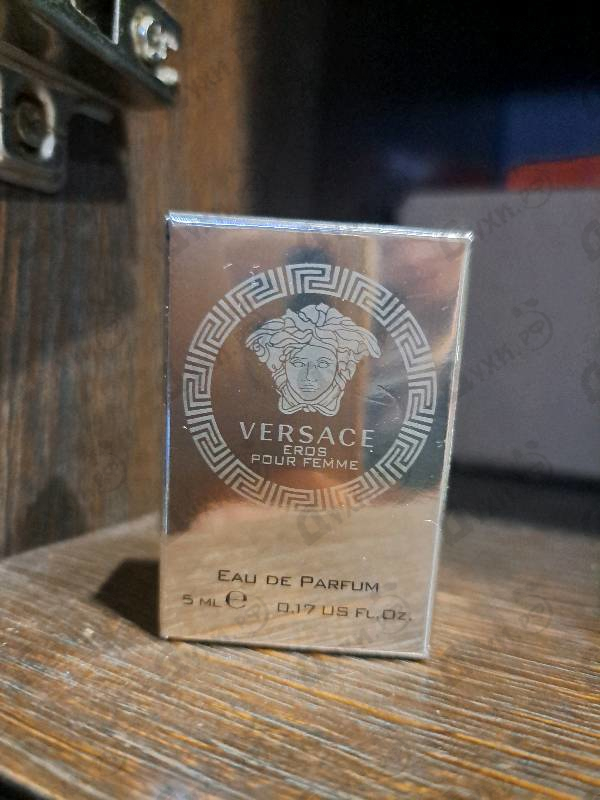 VERSACE
EROS
POUR FEMME
EAU DE PARFUM
5 ML ℮ 0.17 US FL.OZ.